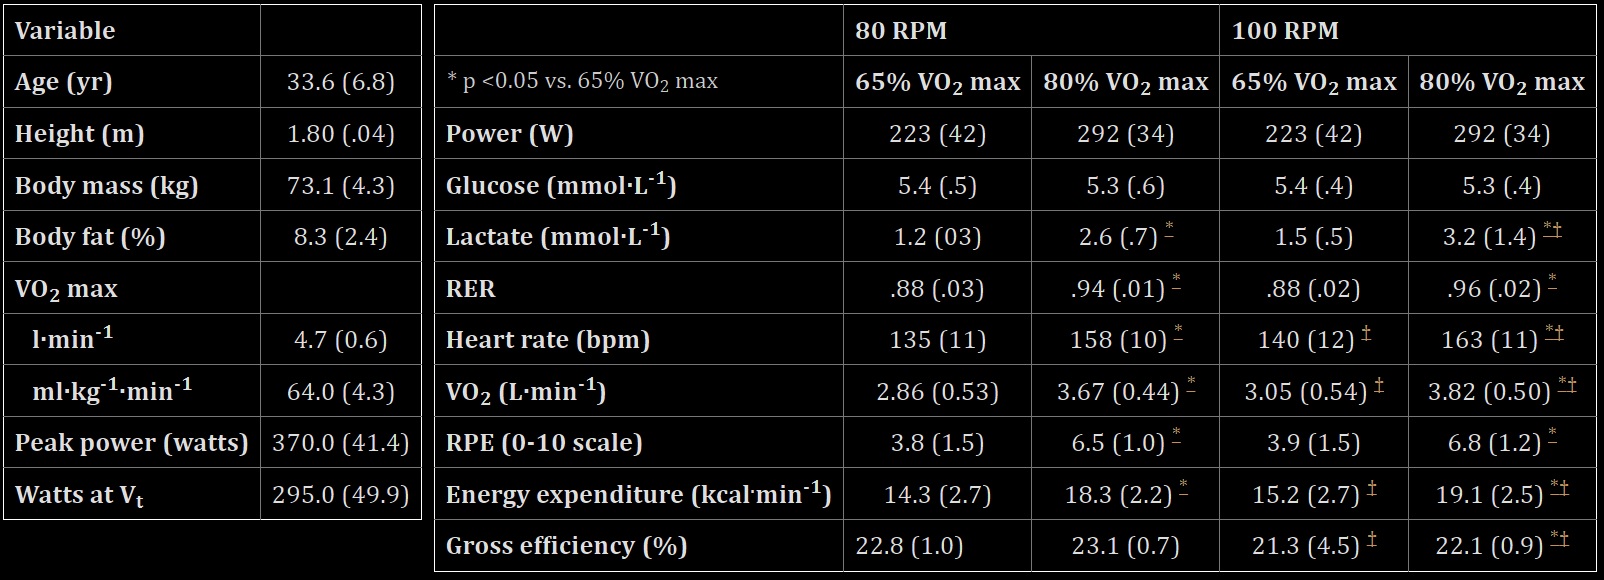 Variable
Age (yr) 33.6 (6.8)
Height (m) 1.80 (.04)
Body mass (kg) 73.1 (4.3)
Body fat (%) 8.3 (2.4)
VO₂ max
l·min⁻¹ 4.7 (0.6)
ml·kg⁻¹·min⁻¹ 64.0 (4.3)
Peak power (watts) 370.0 (41.4)
Watts at Vₜ 295.0 (49.9)
80 RPM 100 RPM
* p <0.05 vs. 65% VO₂ max 65% VO₂ max 80% VO₂ max 65% VO₂ max 80% VO₂ max
Power (W) 223 (42) 292 (34) 223 (42) 292 (34)
Glucose (mmol·L⁻¹) 5.4 (.5) 5.3 (.6) 5.4 (.4) 5.3 (.4)
Lactate (mmol·L⁻¹) 1.2 (03) 2.6 (.7) * 1.5 (.5) 3.2 (1.4) *‡
RER .88 (.03) .94 (.01) * .88 (.02) .96 (.02) *
Heart rate (bpm) 135 (11) 158 (10) * 140 (12) ‡ 163 (11) *‡
VO₂ (L·min⁻¹) 2.86 (0.53) 3.67 (0.44) * 3.05 (0.54) ‡ 3.82 (0.50) *‡
RPE (0-10 scale) 3.8 (1.5) 6.5 (1.0) * 3.9 (1.5) 6.8 (1.2) *
Energy expenditure (kcal·min⁻¹) 14.3 (2.7) 18.3 (2.2) * 15.2 (2.7) ‡ 19.1 (2.5) *‡
Gross efficiency (%) 22.8 (1.0) 23.1 (0.7) 21.3 (4.5) ‡ 22.1 (0.9) *‡